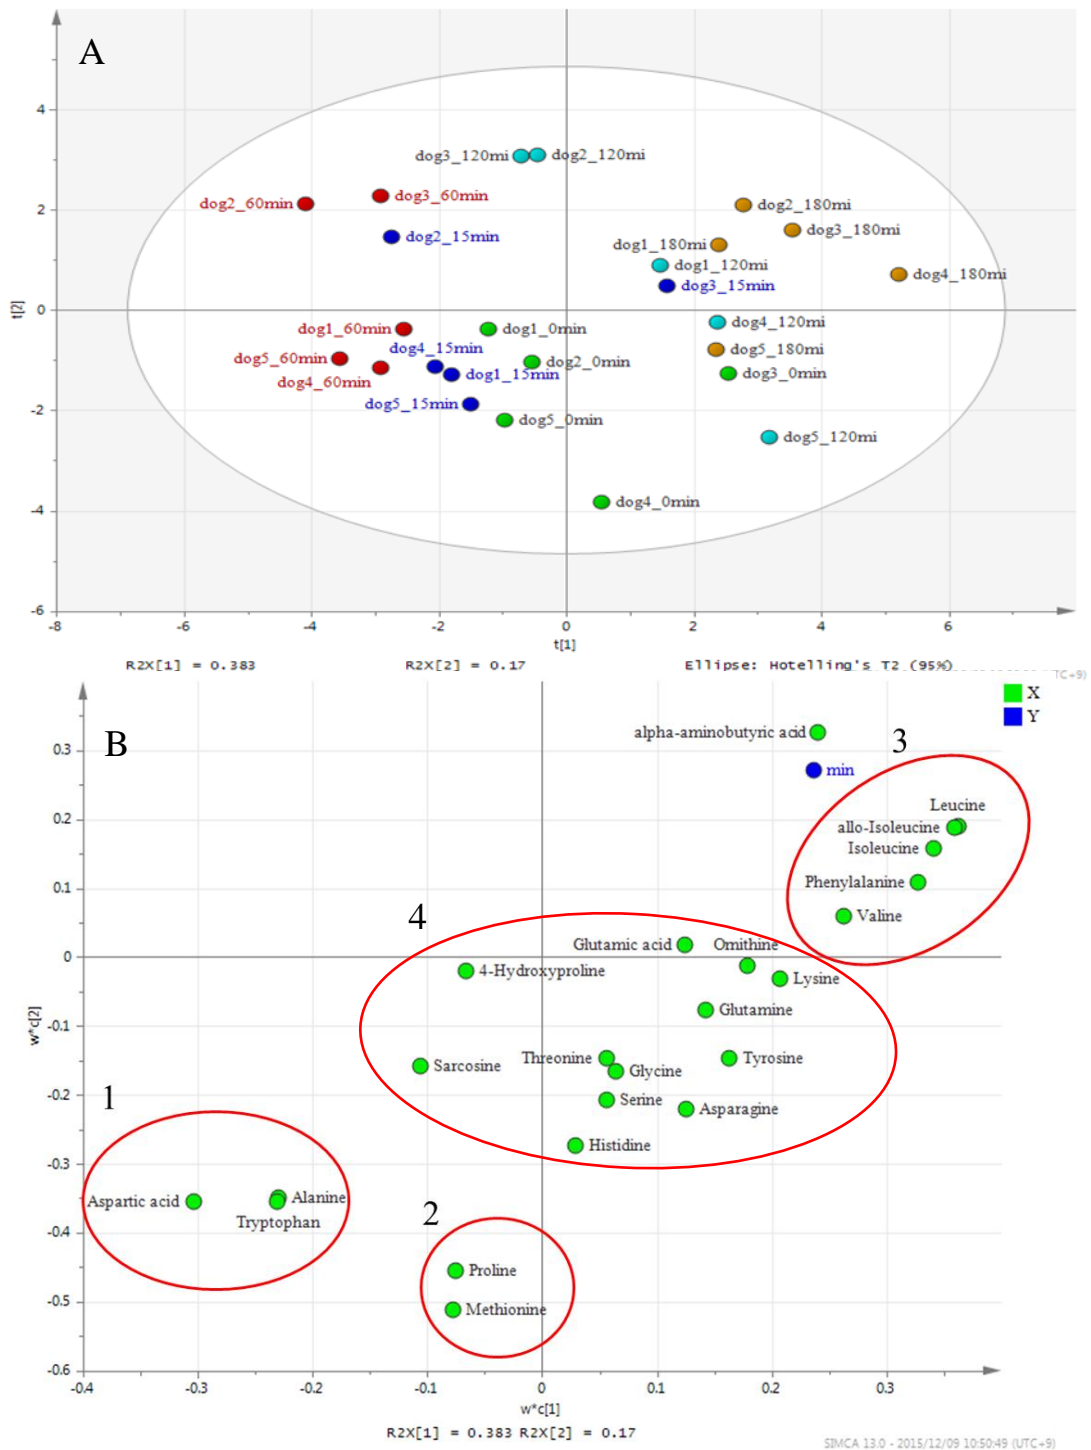 A
4
2
0
-2
-4
-6
t[2]
dog3_120mi
dog2_120mi
dog2_60min
dog3_60min
dog2_15min
dog2_180mi
dog3_180mi
dog1_180mi
dog1_120mi
dog4_180mi
dog3_15min
dog1_60min
dog1_0min
dog4_120mi
dog4_15min
dog5_180mi
dog5_60min
dog2_0min
dog4_60min
dog1_15min
dog3_0min
dog5_15min
dog5_0min
dog5_120mi
dog4_0min
-8 -6 -4 -2 0 2 4 6
t[1]
R2X[1] = 0.383 R2X[2] = 0.17 Ellipse: Hotelling's T2 (95%)
TC+9)
X
Y
B
0.3
0.2
0.1
0
-0.1
-0.2
-0.3
-0.4
-0.5
-0.6
w*c[2]
alpha-aminobutyric acid
min
3
Leucine
allo-Isoleucine
Isoleucine
Phenylalanine
Valine
4
Glutamic acid
Ornithine
4-Hydroxyproline
Lysine
Glutamine
Threonine
Tyrosine
Sarcosine
Glycine
Serine
Asparagine
Histidine
1
Aspartic acid
Alanine
Tryptophan
2
Proline
Methionine
-0.4 -0.3 -0.2 -0.1 0 0.1 0.2 0.3
w*c[1]
R2X[1] = 0.383 R2X[2] = 0.17
SIMCA 13.0 - 2015/12/09 10:50:49 (UTC+9)